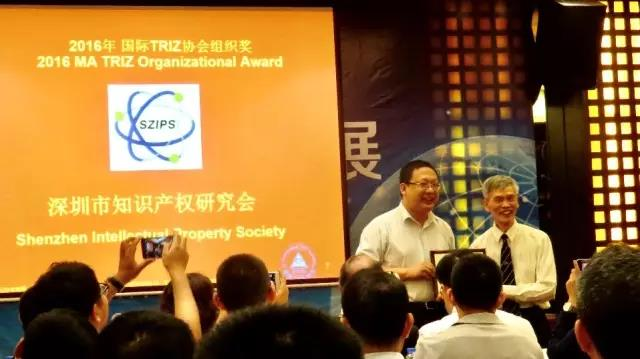 2016年 国际TRIZ协会组织奖
2016 MA TRIZ Organizational Award
SZIPS
展
深圳市知识产权研究会
Shenzhen Intellectual Property Society